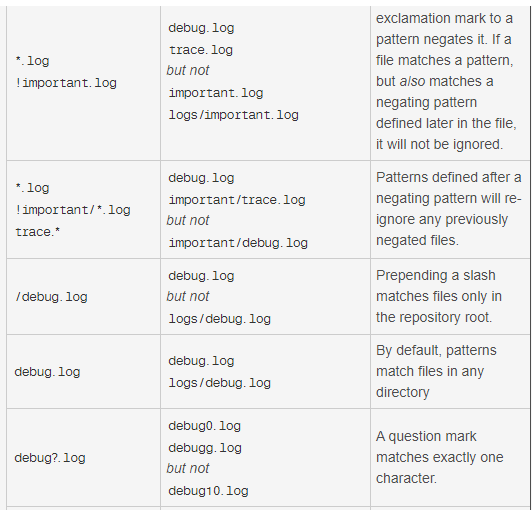 *.log
!important.log
debug.log
trace.log
but not
important.log
logs/important.log
exclamation mark to a
pattern negates it. If a
file matches a pattern,
but also matches a
negating pattern
defined later in the file,
it will not be ignored.
*.log
!important/*.log
trace.*
debug.log
important/trace.log
but not
important/debug.log
Patterns defined after a
negating pattern will re-
ignore any previously
negated files.
/debug.log
debug.log
but not
logs/debug.log
Prepending a slash
matches files only in
the repository root.
debug.log
debug.log
logs/debug.log
By default, patterns
match files in any
directory
debug?.log
debug0.log
debugg.log
but not
debug10.log
A question mark
matches exactly one
character.